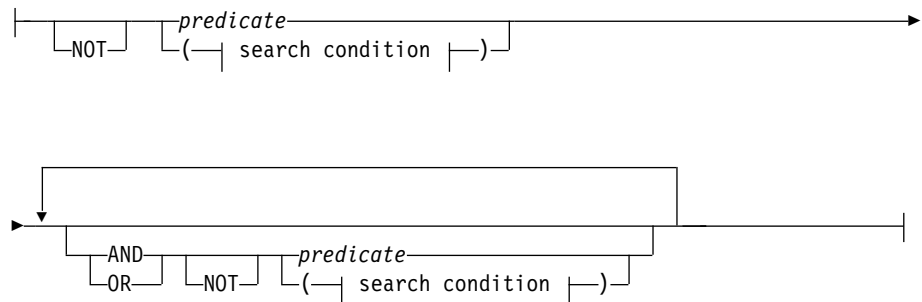 predicate
NOT ( search condition )
AND predicate
OR NOT ( search condition )